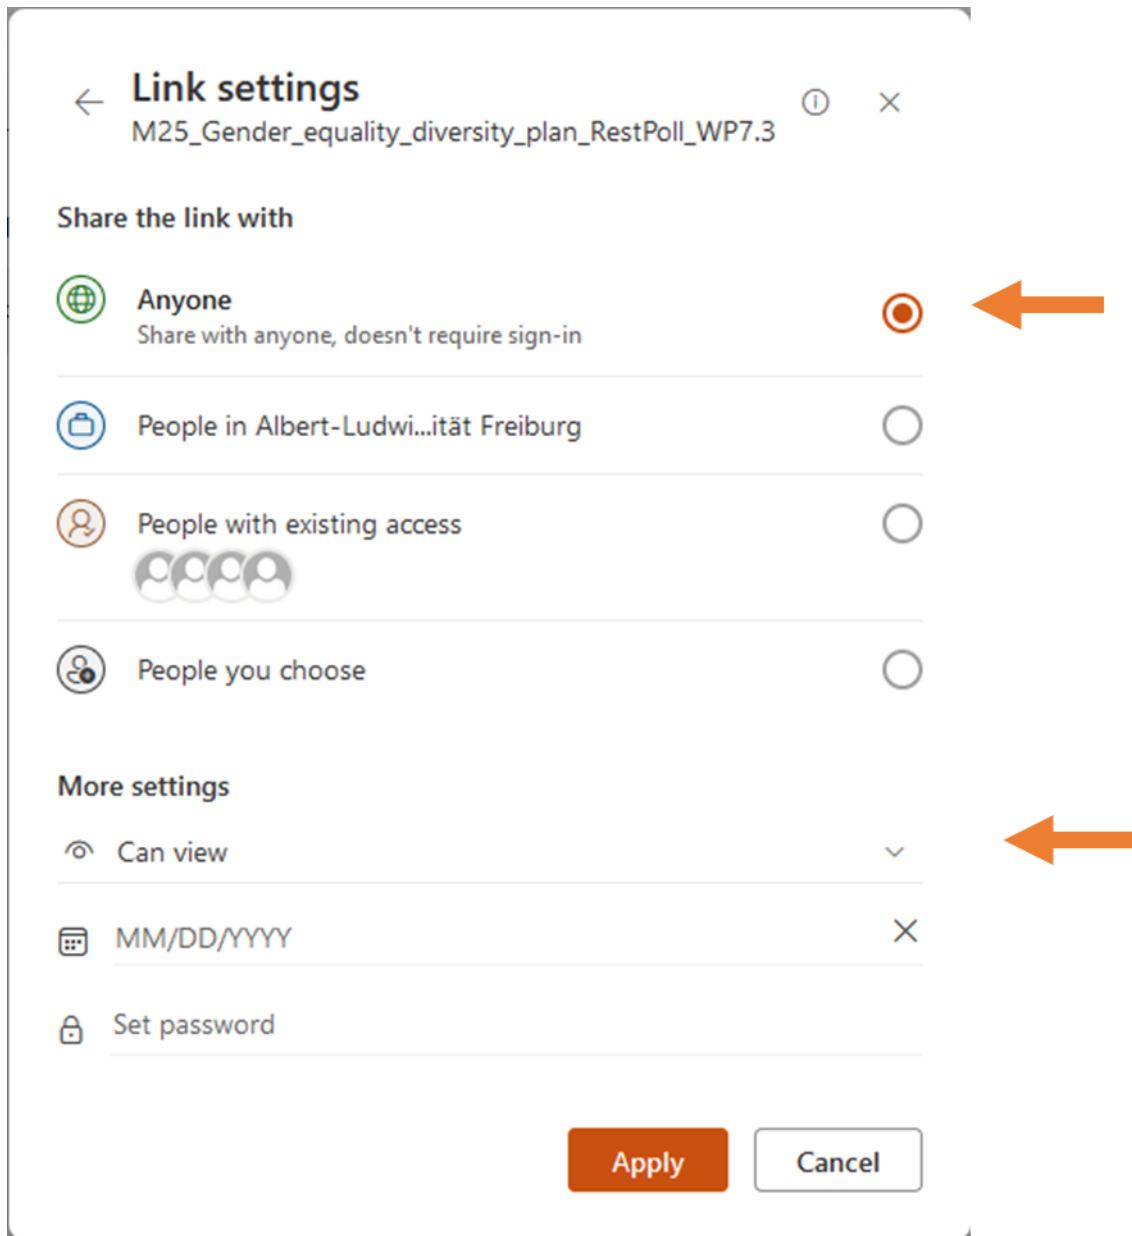 Link settings
M25_Gender_equality_diversity_plan_RestPoll_WP7.3
Share the link with
Anyone
Share with anyone, doesn't require sign-in
People in Albert-Ludwi...ität Freiburg
People with existing access
People you choose
More settings
Can view
MM/DD/YYYY
Set password
Apply
Cancel